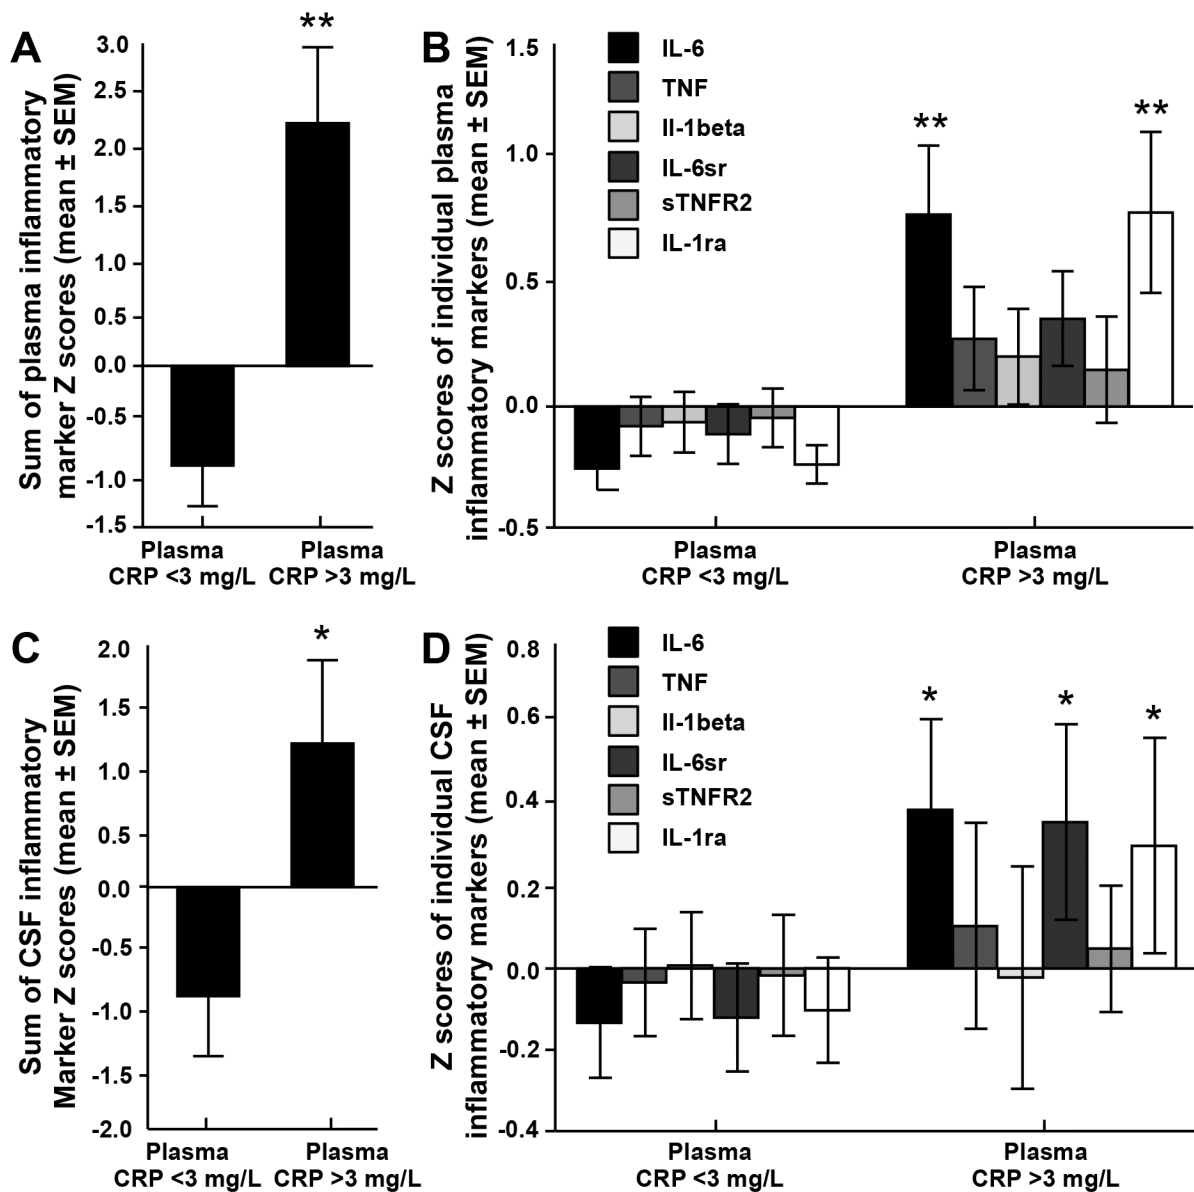 A
Sum of plasma inflammatory
marker Z scores (mean ± SEM)
3.0
2.5
2.0
1.5
1.0
0.5
0.0
-0.5
-1.0
-1.5
**
Plasma
CRP <3 mg/L
Plasma
CRP >3 mg/L
B
Z scores of individual plasma
inflammatory markers (mean ± SEM)
1.5
1.0
0.5
0.0
-0.5
IL-6
TNF
Il-1beta
IL-6sr
sTNFR2
IL-1ra
**
**
Plasma
CRP <3 mg/L
Plasma
CRP >3 mg/L
C
Sum of CSF inflammatory
Marker Z scores (mean ± SEM)
2.0
1.5
1.0
0.5
0.0
-0.5
-1.0
-1.5
-2.0
*
Plasma
CRP <3 mg/L
Plasma
CRP >3 mg/L
D
Z scores of individual CSF
inflammatory markers (mean ± SEM)
0.8
0.6
0.4
0.2
0.0
-0.2
-0.4
IL-6
TNF
Il-1beta
IL-6sr
sTNFR2
IL-1ra
*
*
*
Plasma
CRP <3 mg/L
Plasma
CRP >3 mg/L